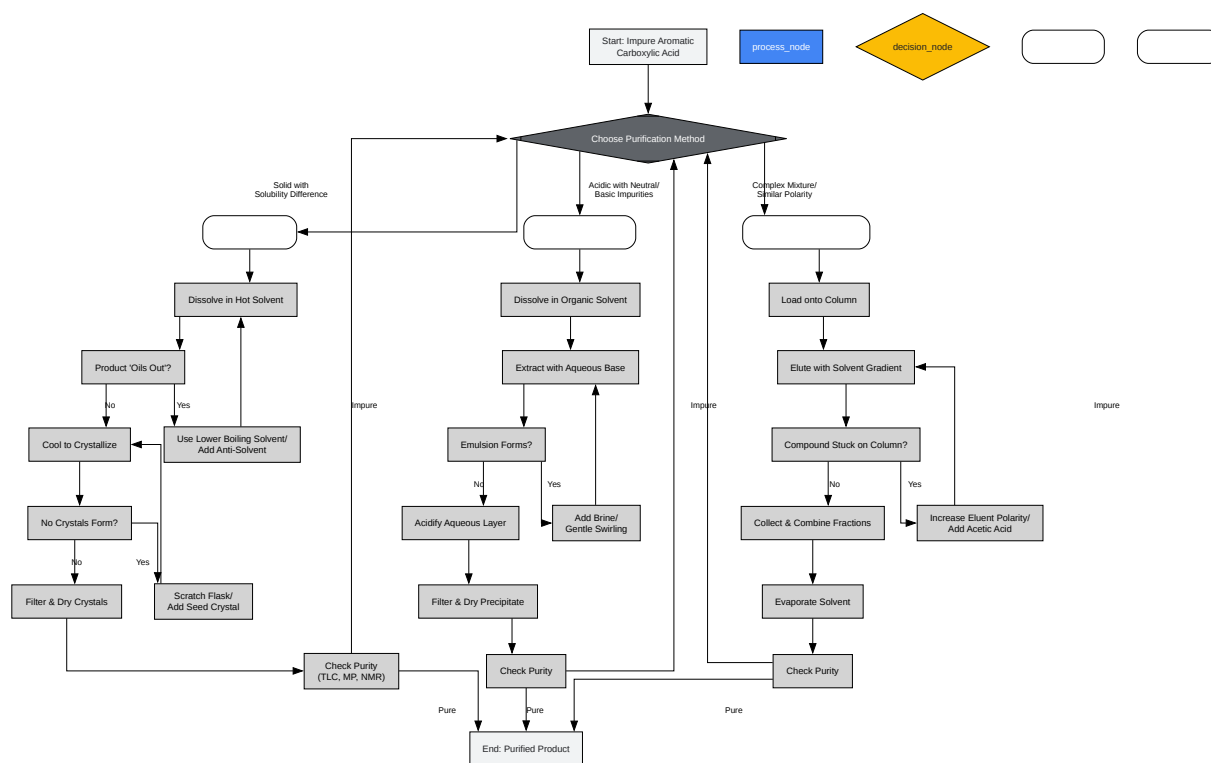 Start: Impure Aromatic
Carboxylic Acid
process_node
decision_node
Choose Purification Method
Solid with
Solubility Difference
Acidic with Neutral/
Basic Impurities
Complex Mixture/
Similar Polarity
Dissolve in Hot Solvent
Dissolve in Organic Solvent
Load onto Column
Product 'Oils Out'?
Extract with Aqueous Base
Elute with Solvent Gradient
No
Yes
Impure
Impure
Impure
Cool to Crystallize
Use Lower Boiling Solvent/
Add Anti-Solvent
Emulsion Forms?
Compound Stuck on Column?
No
Yes
No
Yes
No Crystals Form?
Acidify Aqueous Layer
Add Brine/
Gentle Swirling
Collect & Combine Fractions
Increase Eluent Polarity/
Add Acetic Acid
No
Yes
Filter & Dry Crystals
Scratch Flask/
Add Seed Crystal
Filter & Dry Precipitate
Evaporate Solvent
Check Purity
(TLC, MP, NMR)
Check Purity
Check Purity
Pure
Pure
Pure
End: Purified Product